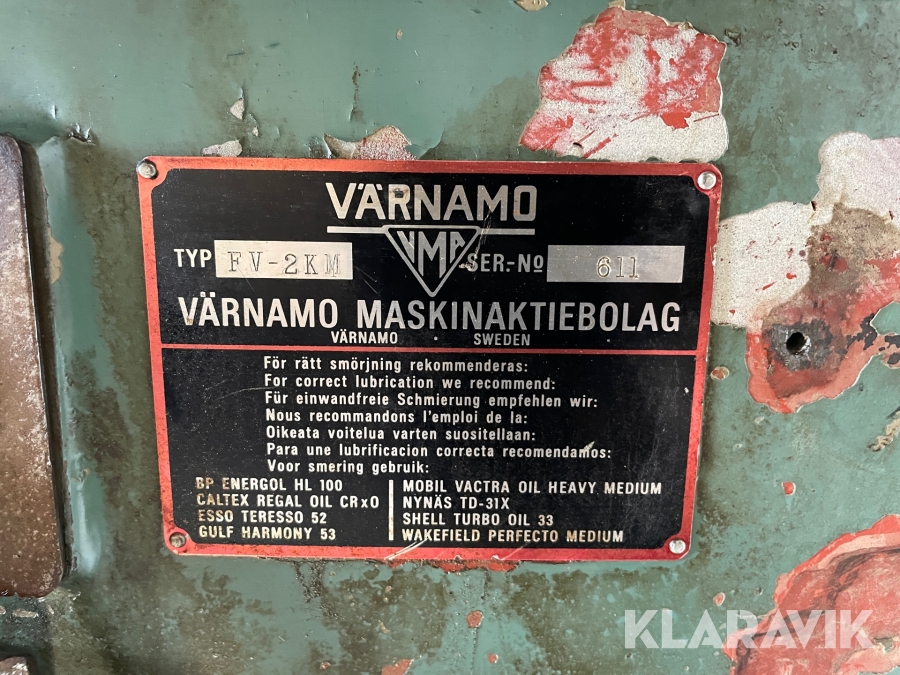 VÄRNAMO
VMA
TYP FV-2KM SER.-No 611
VÄRNAMO MASKINAKTIEBOLAG
VÄRNAMO · SWEDEN
För rätt smörjning rekommenderas:
For correct lubrication we recommend:
Für einwandfreie Schmierung empfehlen wir:
Nous recommandons l'emploi de la:
Oikeata voitelua varten suositellaan:
Para une lubrificacion correcta recomendamos:
Voor smering gebruik:
BP ENERGOL HL 100
CALTEX REGAL OIL CRxO
ESSO TERESSO 52
GULF HARMONY 53
MOBIL VACTRA OIL HEAVY MEDIUM
NYNÄS TD-31X
SHELL TURBO OIL 33
WAKEFIELD PERFECTO MEDIUM
KLARAVIK